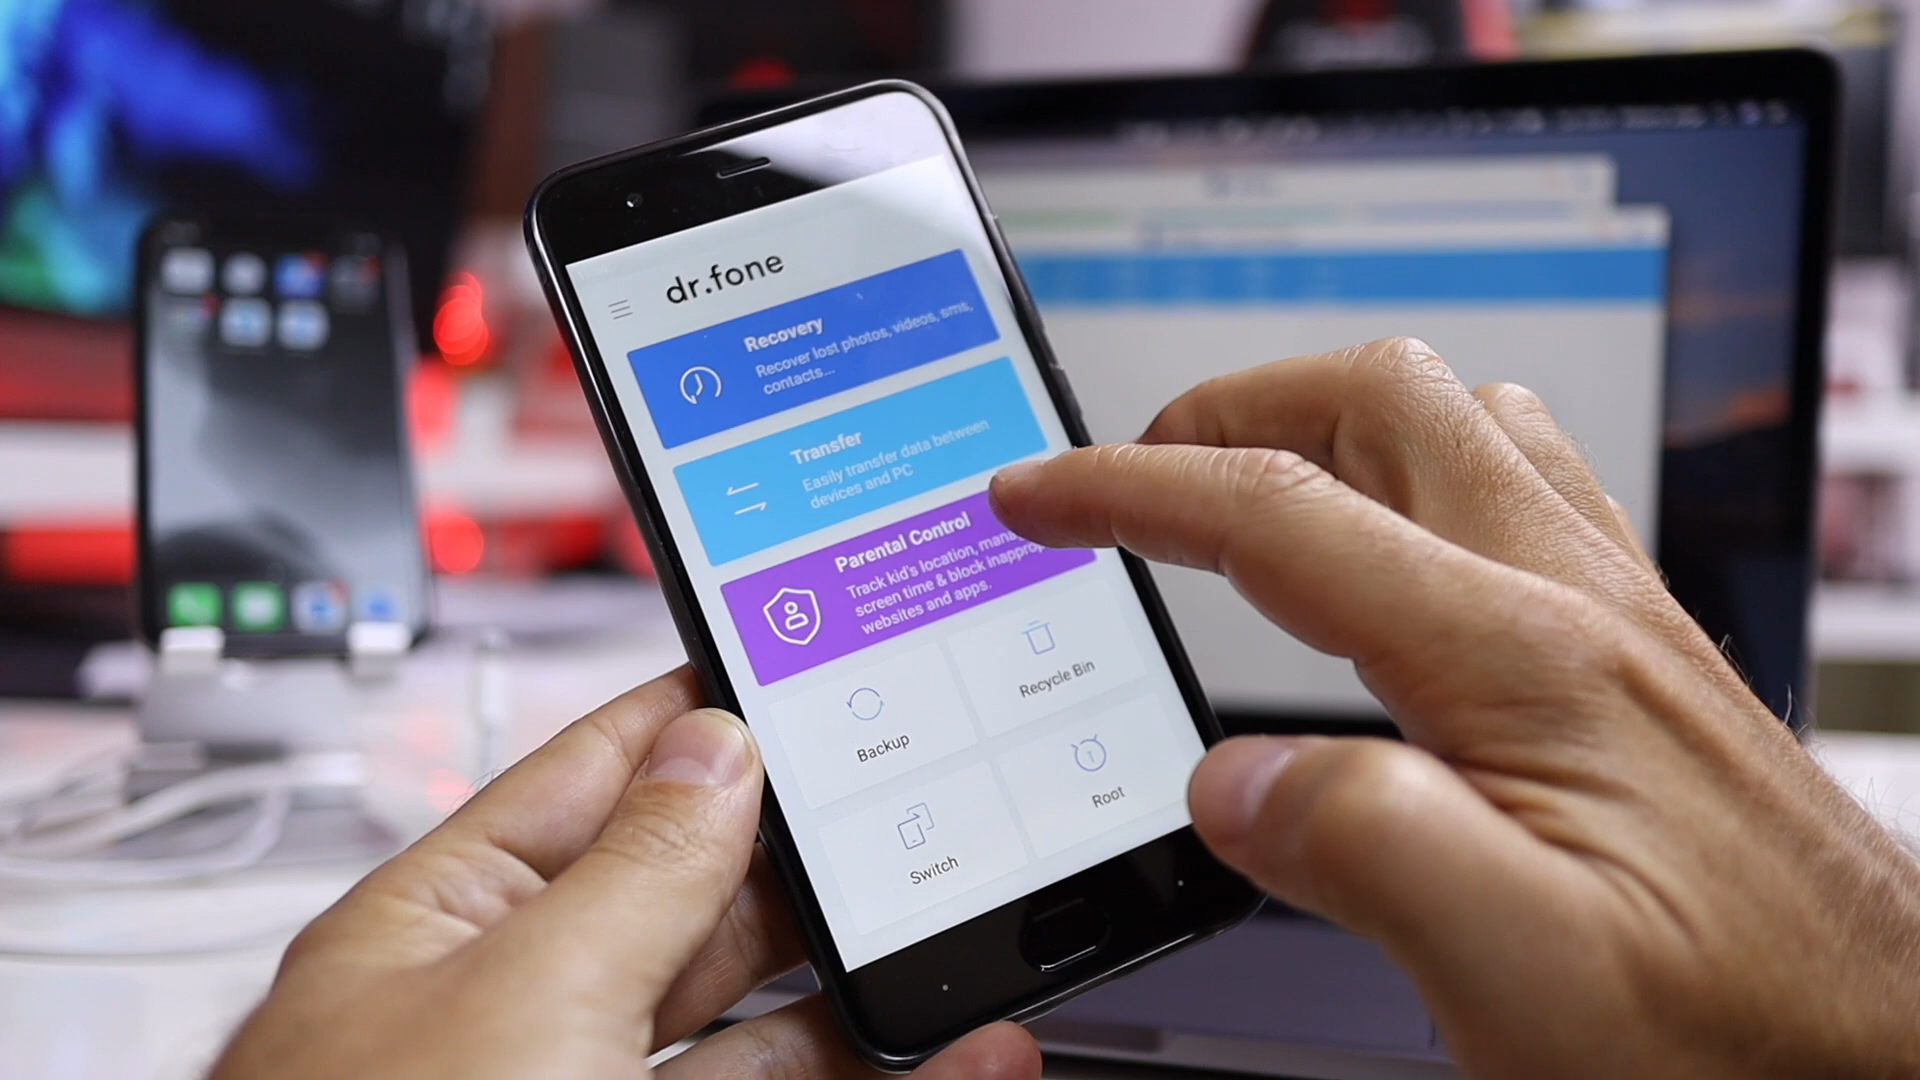 dr.fone
Recovery
Recover lost photos, videos, sms,
contacts...
Transfer
Easily transfer data between
devices and PC
Parental Control
Track kid's location, mana
screen time & block inapprop
websites and apps.
Backup
Recycle Bin
Switch
Root